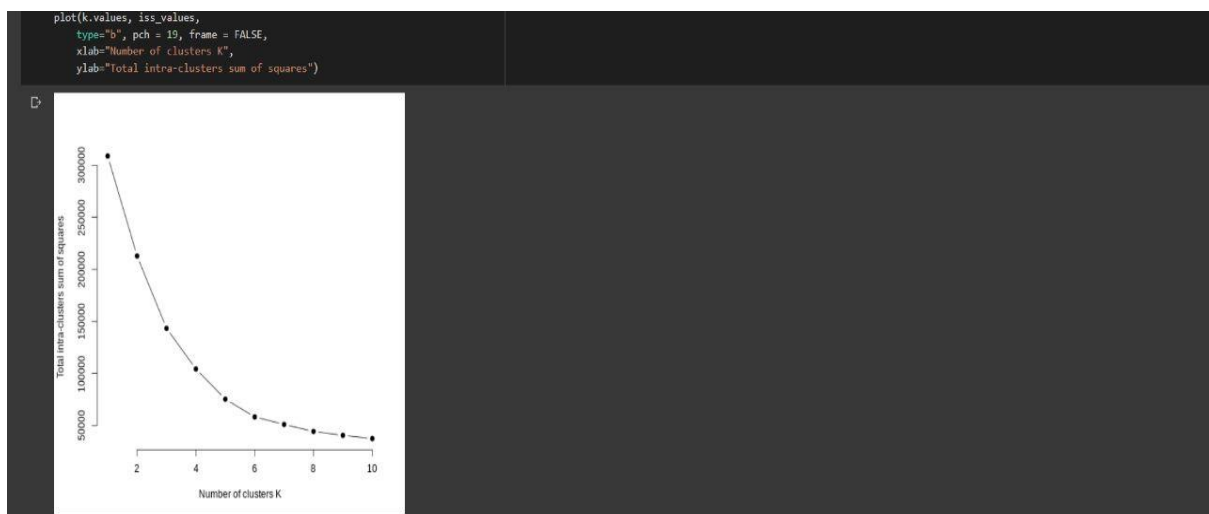 plot(k.values, iss_values,
type="b", pch = 19, frame = FALSE,
xlab="Number of clusters K",
ylab="Total intra-clusters sum of squares")
Total intra-clusters sum of squares
300000
250000
200000
150000
100000
50000
2 4 6 8 10
Number of clusters K